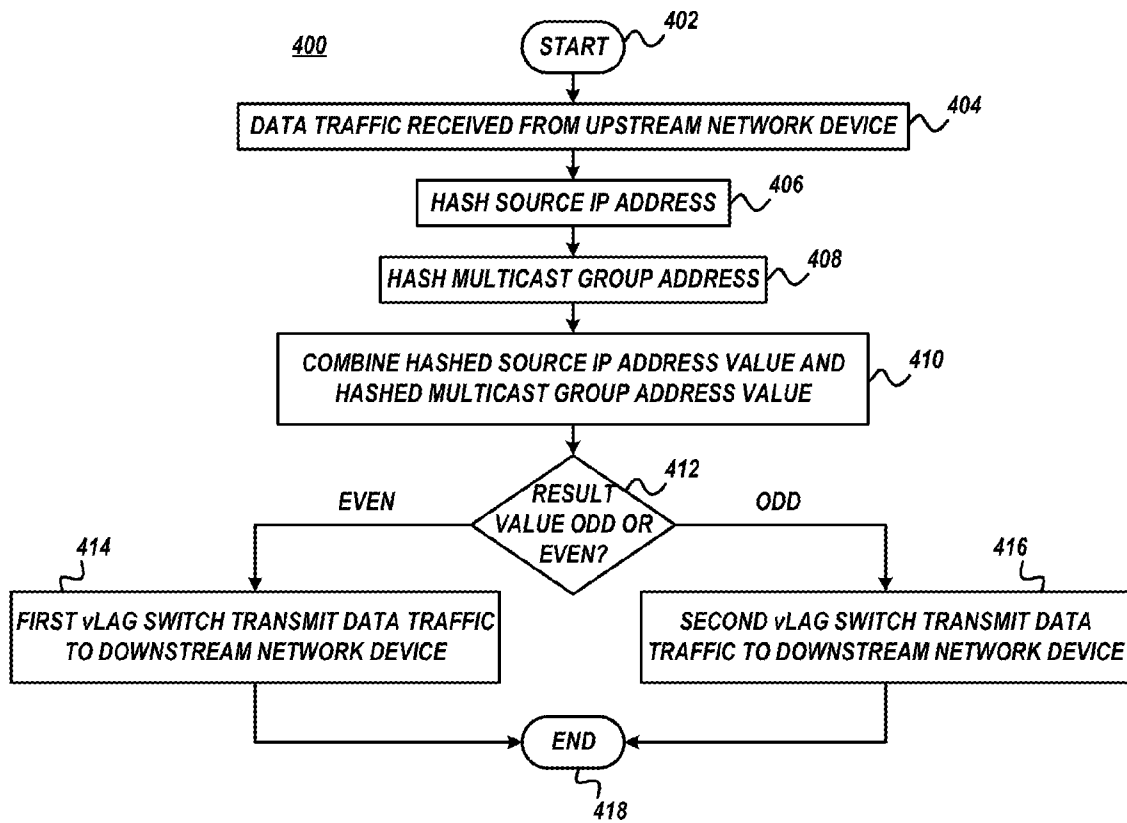 400
402
START
404
DATA TRAFFIC RECEIVED FROM UPSTREAM NETWORK DEVICE
406
HASH SOURCE IP ADDRESS
408
HASH MULTICAST GROUP ADDRESS
410
COMBINE HASHED SOURCE IP ADDRESS VALUE AND
HASHED MULTICAST GROUP ADDRESS VALUE
412
RESULT
VALUE ODD OR
EVEN?
EVEN
ODD
414
FIRST vLAG SWITCH TRANSMIT DATA TRAFFIC
TO DOWNSTREAM NETWORK DEVICE
416
SECOND vLAG SWITCH TRANSMIT DATA
TRAFFIC TO DOWNSTREAM NETWORK DEVICE
END
418